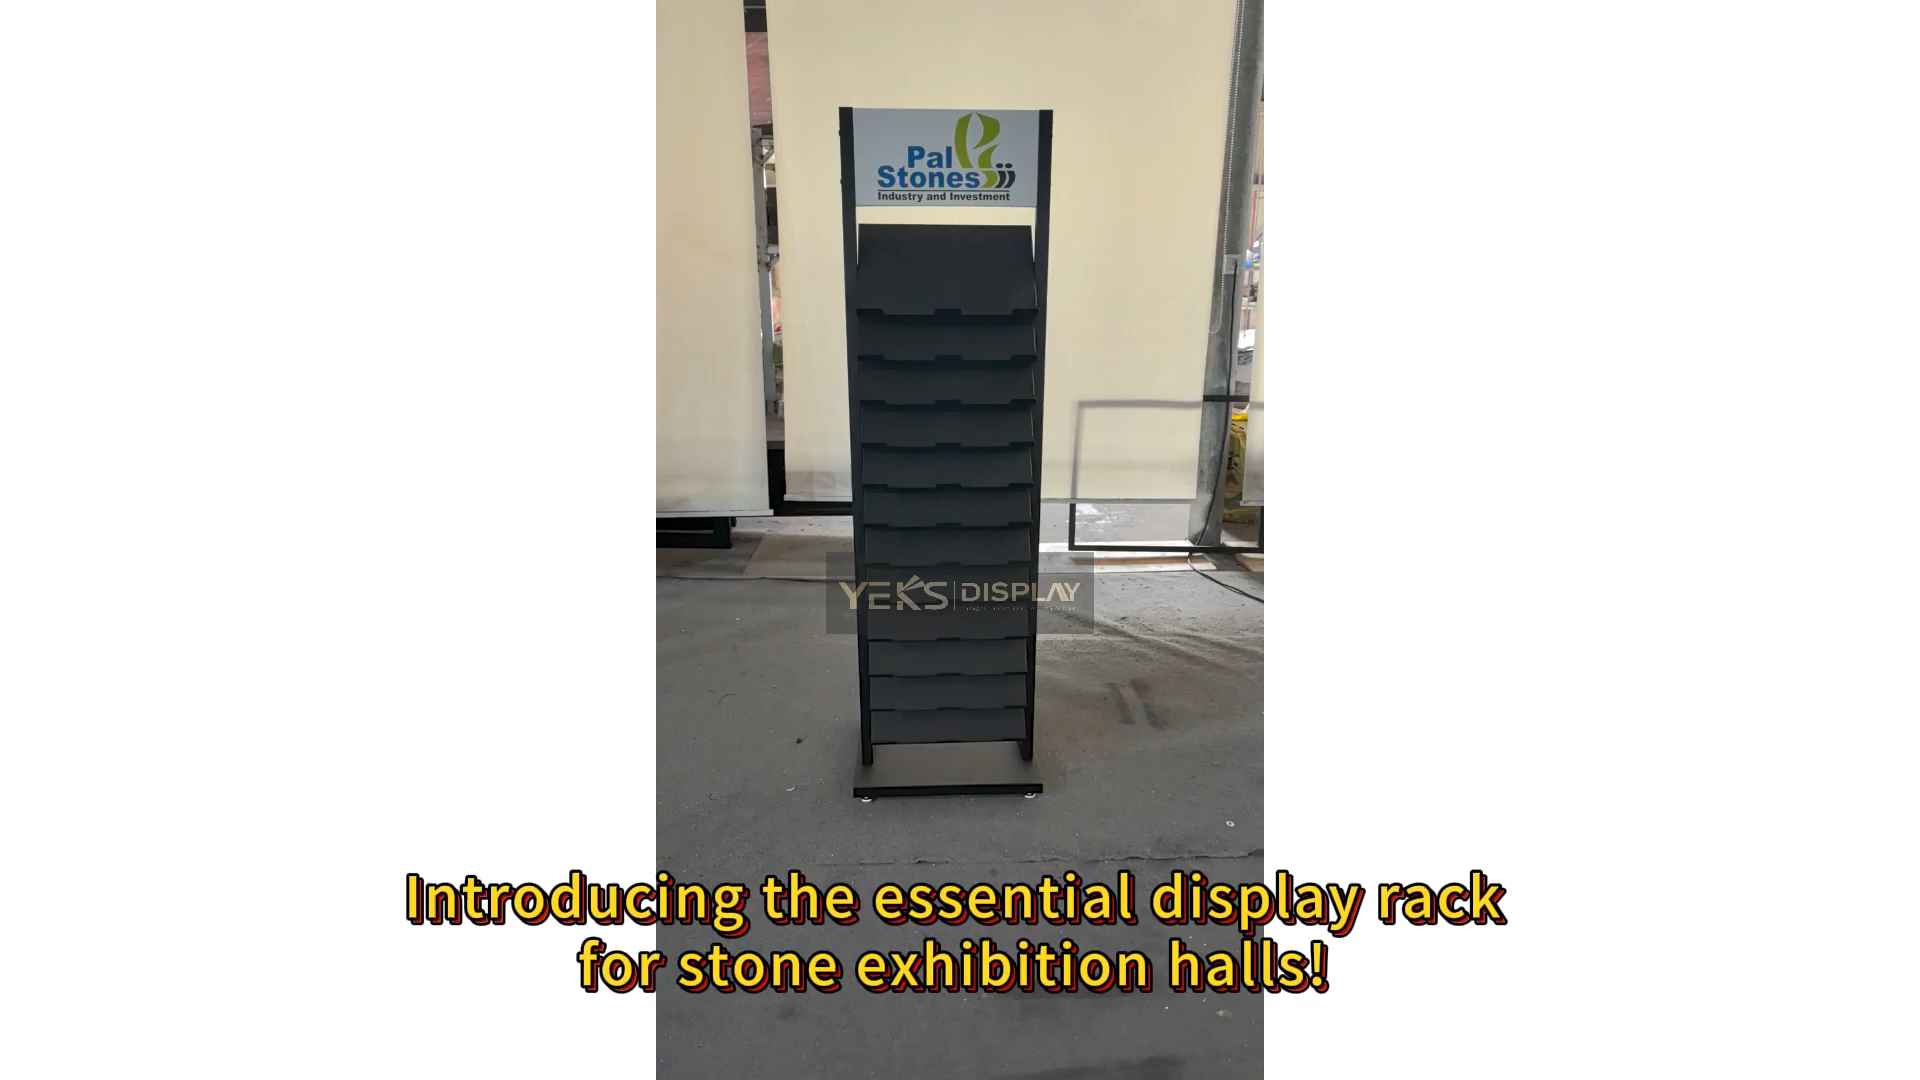 Pal
Stones
Industry and Investment
YEKS DISPLAY
Introducing the essential display rack
for stone exhibition halls!